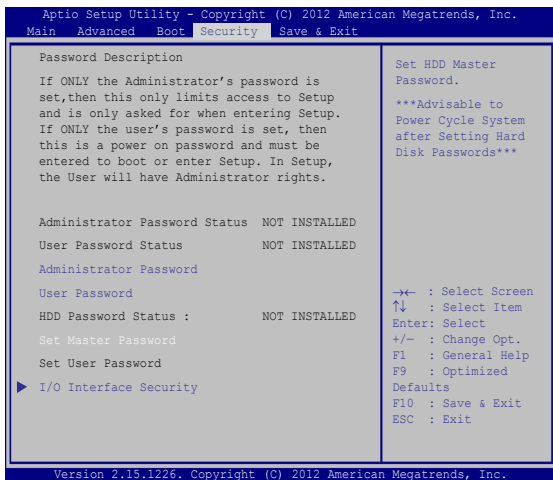 Aptio Setup Utility - Copyright (C) 2012 American Megatrends, Inc.
Main Advanced Boot Security Save & Exit
Password Description
If ONLY the Administrator's password is
set,then this only limits access to Setup
and is only asked for when entering Setup.
If ONLY the user's password is set, then
this is a power on password and must be
entered to boot or enter Setup. In Setup,
the User will have Administrator rights.
Administrator Password Status NOT INSTALLED
User Password Status NOT INSTALLED
Administrator Password
User Password
HDD Password Status : NOT INSTALLED
Set Master Password
Set User Password
I/O Interface Security
Set HDD Master
Password.
***Advisable to
Power Cycle System
after Setting Hard
Disk Passwords***
→← : Select Screen
↑↓ : Select Item
Enter: Select
+/— : Change Opt.
F1 : General Help
F9 : Optimized
Defaults
F10 : Save & Exit
ESC : Exit
Version 2.15.1226. Copyright (C) 2012 American Megatrends, Inc.